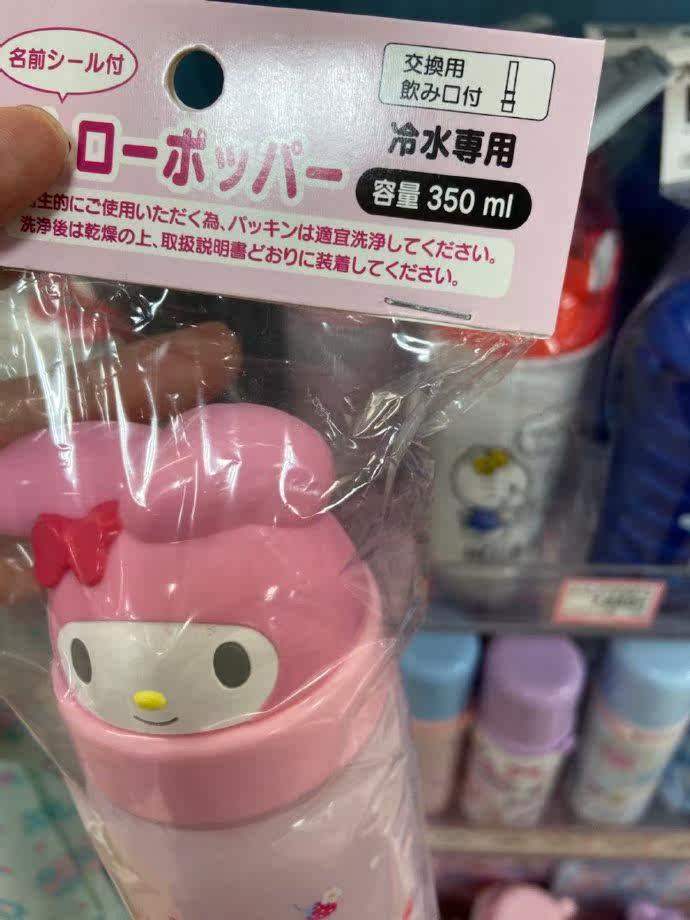 名前シール付
交換用
飲み口付
ローポッパー
冷水専用
容量 350 ml
生的にご使用いただく為、パッキンは適宜洗浄してください。
洗浄後は乾燥の上、取扱説明書どおりに装着してください。